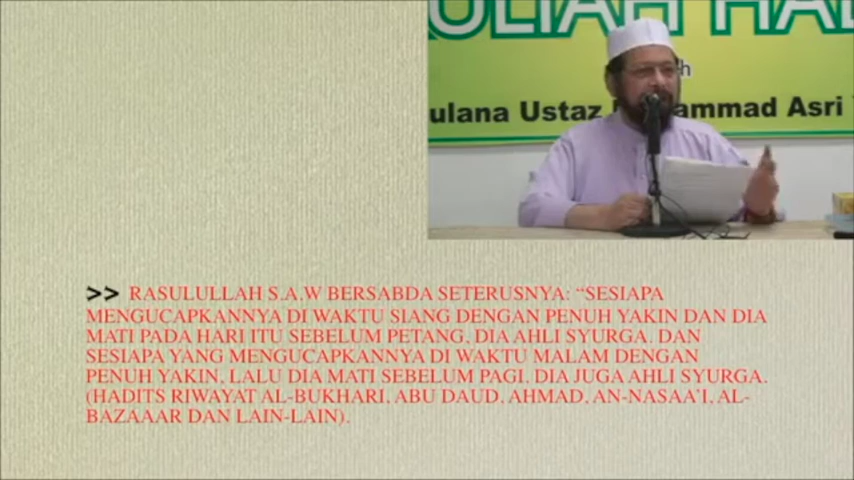 KULIAH HAD
ulana Ustaz Muhammad Asri
>> RASULULLAH S.A.W BERSABDA SETERUSNYA: “SESIAPA
MENGUCAPKANNYA DI WAKTU SIANG DENGAN PENUH YAKIN DAN DIA
MATI PADA HARI ITU SEBELUM PETANG, DIA AHLI SYURGA. DAN
SESIAPA YANG MENGUCAPKANNYA DI WAKTU MALAM DENGAN
PENUH YAKIN, LALU DIA MATI SEBELUM PAGI, DIA JUGA AHLI SYURGA.
(HADITS RIWAYAT AL-BUKHARI, ABU DAUD, AHMAD, AN-NASAA’I, AL-
BAZAAAR DAN LAIN-LAIN).